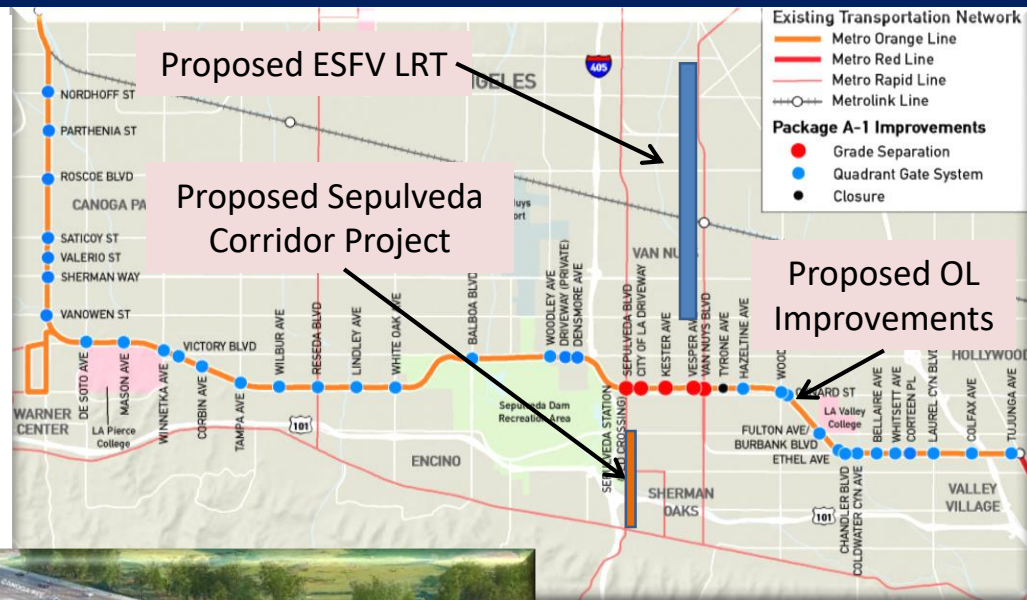 Existing Transportation Network
Metro Orange Line
Metro Red Line
Metro Rapid Line
Metrolink Line
Package A-1 Improvements
Grade Separation
Quadrant Gate System
Closure
Proposed ESFV LRT
GELES
405
NORDHOFF ST
PARTHENIA ST
ROSCOE BLVD
CANOGA PA
SATICOY ST
VALERIO ST
SHERMAN WAY
VANOWEN ST
Proposed Sepulveda
Corridor Project
VAN NUY
Proposed OL
Improvements
DE SOTO AVE
MASON AVE
WINNETKA AVE
VICTORY BLVD
CORBIN AVE
TAMPA AVE
WILBUR AVE
RESEDA BLVD
LINDLEY AVE
WHITE OAK AVE
BALBOA BLVD
WOODLEY AVE
DRIVEWAY (PRIVATE)
DENSMORE AVE
SEPULVEDA BLVD
CITY OF LA DRIVEWAY
KESTER AVE
VESPER AVE
VAN NUYS BLVD
TYRONE AVE
HAZELTINE AVE
WOOD
OXNARD ST
HOLLYWOO
LA Valley
College
FULTON AVE/
BURBANK BLVD
ETHEL AVE
CHANDLER BLVD
COLDWATER CYN AVE
BELLAIRE AVE
WHITSETT AVE
CORTEEN PL
LAUREL CYN BLVD
COLFAX AVE
TUJUNGA AVE
WARNER
CENTER
LA Pierce
College
101
ENCINO
Sepulveda Dam
Recreation Area
SEPULVEDA STATION
CROSSING)
SHERMAN
OAKS
101
VALLEY
VILLAGE